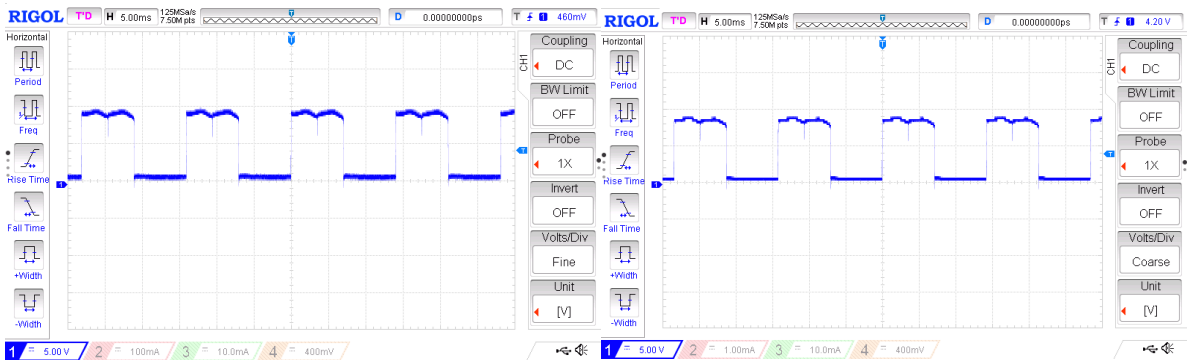 RIGOL T'D H 5.00ms 125MSa/s 7.50M pts T D 0.00000000ps T 1 460mV
Horizontal
Period
Freq
Rise Time
Fall Time
+Width
-Width
T
T
1
CH1
Coupling
DC
BW Limit
OFF
Probe
1X
Invert
OFF
Volts/Div
Fine
Unit
[V]
1 = 5.00 V 2 = 100mA 3 = 10.0mA 4 = 400mV
RIGOL T'D H 5.00ms 125MSa/s 7.50M pts T D 0.00000000ps T 1 4.20 V
Horizontal
Period
Freq
Rise Time
Fall Time
+Width
-Width
T
T
1
CH1
Coupling
DC
BW Limit
OFF
Probe
1X
Invert
OFF
Volts/Div
Coarse
Unit
[V]
1 = 5.00 V 2 = 1.00mA 3 = 10.0mA 4 = 400mV